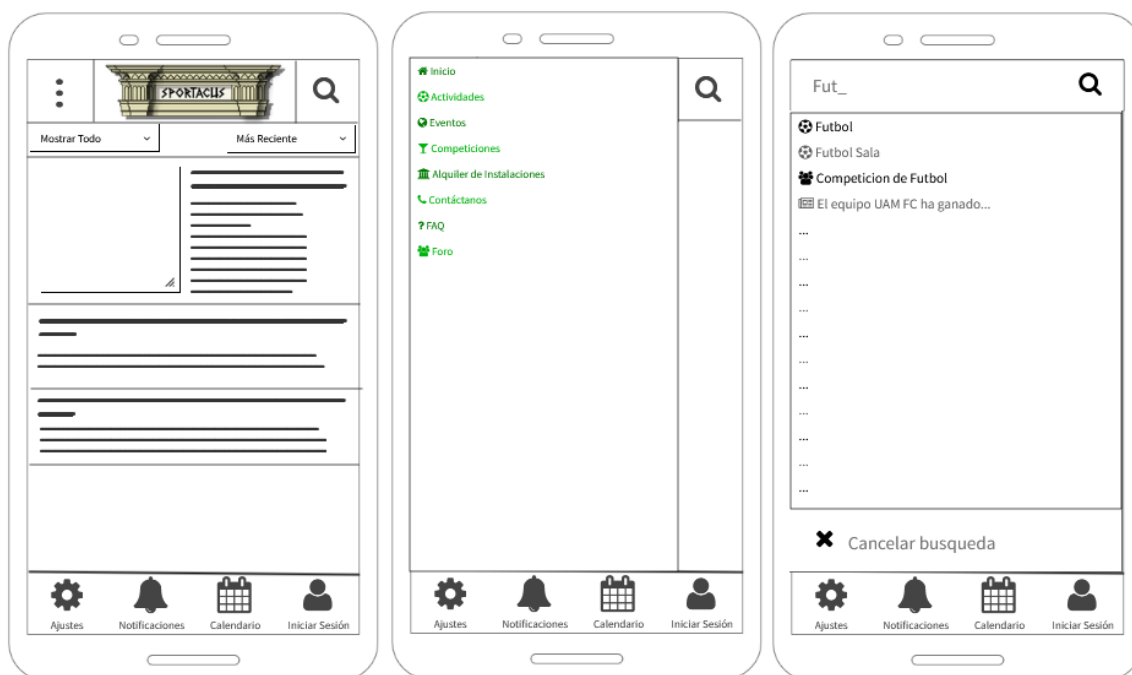 SPORTACUS
Mostrar Todo
Más Reciente
Ajustes
Notificaciones
Calendario
Iniciar Sesión
Inicio
Actividades
Eventos
Competiciones
Alquiler de Instalaciones
Contáctanos
? FAQ
Foro
Ajustes
Notificaciones
Calendario
Iniciar Sesión
Fut_
Futbol
Futbol Sala
Competicion de Futbol
El equipo UAM FC ha ganado...
...
...
...
...
...
...
...
...
...
...
...
Cancelar busqueda
Ajustes
Notificaciones
Calendario
Iniciar Sesión